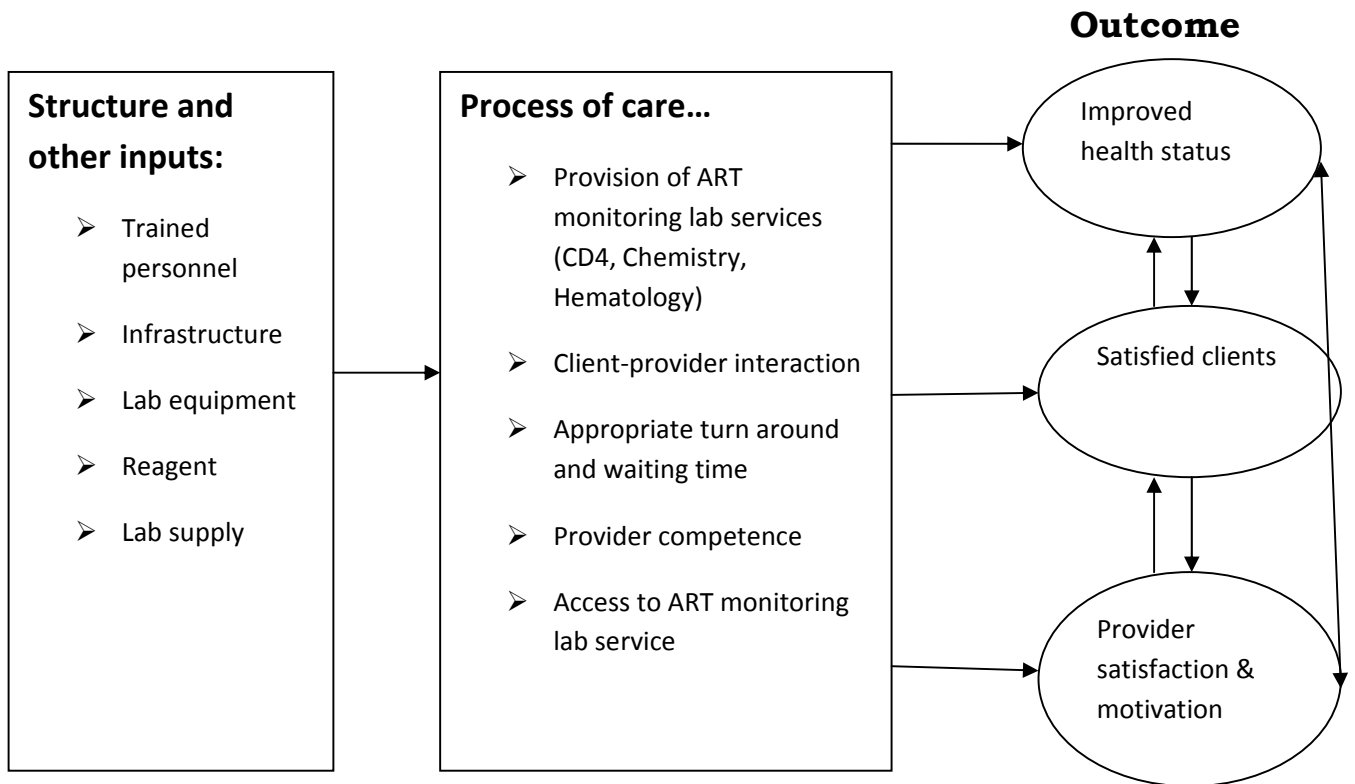 Outcome
Structure and
other inputs:
➢ Trained
personnel
➢ Infrastructure
➢ Lab equipment
➢ Reagent
➢ Lab supply
Process of care...
➢ Provision of ART
monitoring lab services
(CD4, Chemistry,
Hematology)
➢ Client-provider interaction
➢ Appropriate turn around
and waiting time
➢ Provider competence
➢ Access to ART monitoring
lab service
Improved
health status
Satisfied clients
Provider
satisfaction &
motivation